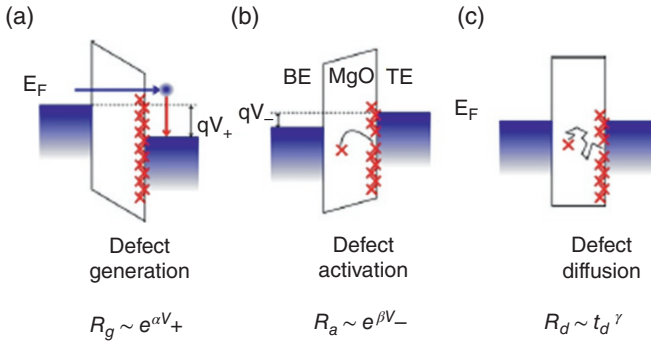 (a)
(b)
(c)
E_F
qV_+
BE MgO TE
qV_−
E_F
Defect
generation
Defect
activation
Defect
diffusion
R_g ~ e^{αV}+
R_a ~ e^{βV}−
R_d ~ t_d^γ